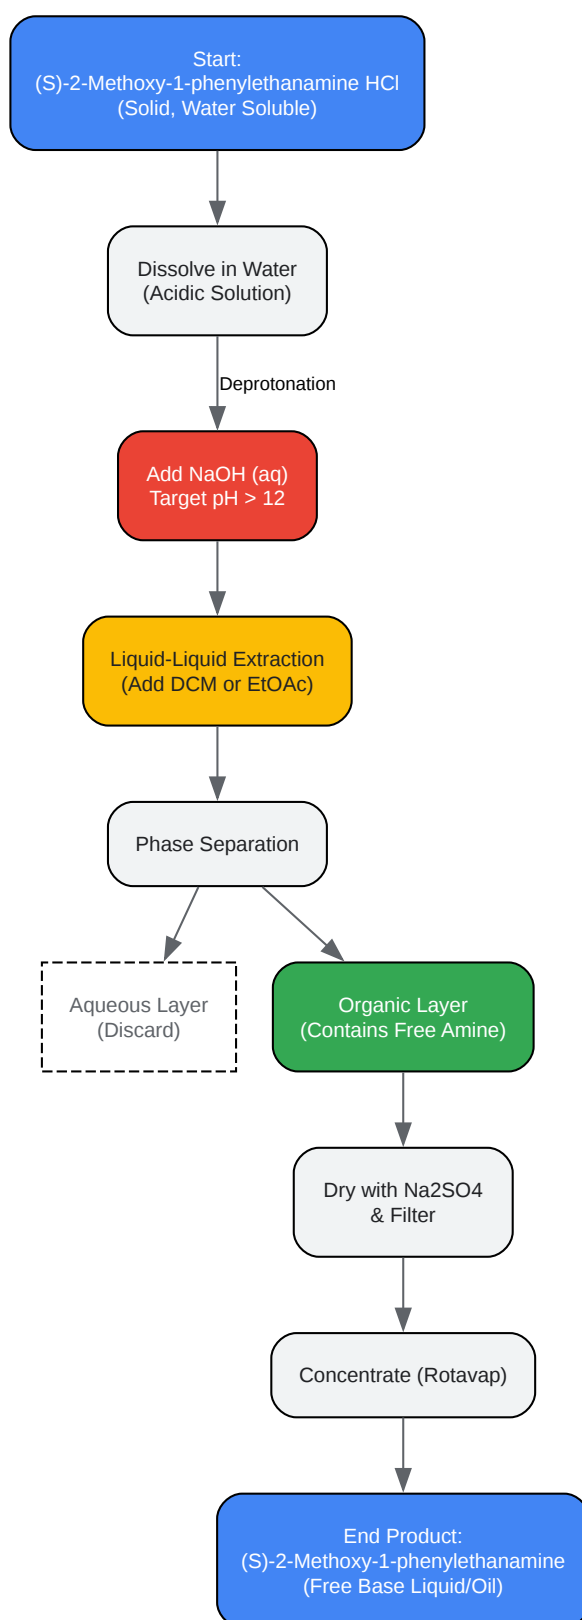 Start:
(S)-2-Methoxy-1-phenylethanamine HCl
(Solid, Water Soluble)
Dissolve in Water
(Acidic Solution)
Deprotonation
Add NaOH (aq)
Target pH > 12
Liquid-Liquid Extraction
(Add DCM or EtOAc)
Phase Separation
Aqueous Layer
(Discard)
Organic Layer
(Contains Free Amine)
Dry with Na2SO4
& Filter
Concentrate (Rotavap)
End Product:
(S)-2-Methoxy-1-phenylethanamine
(Free Base Liquid/Oil)